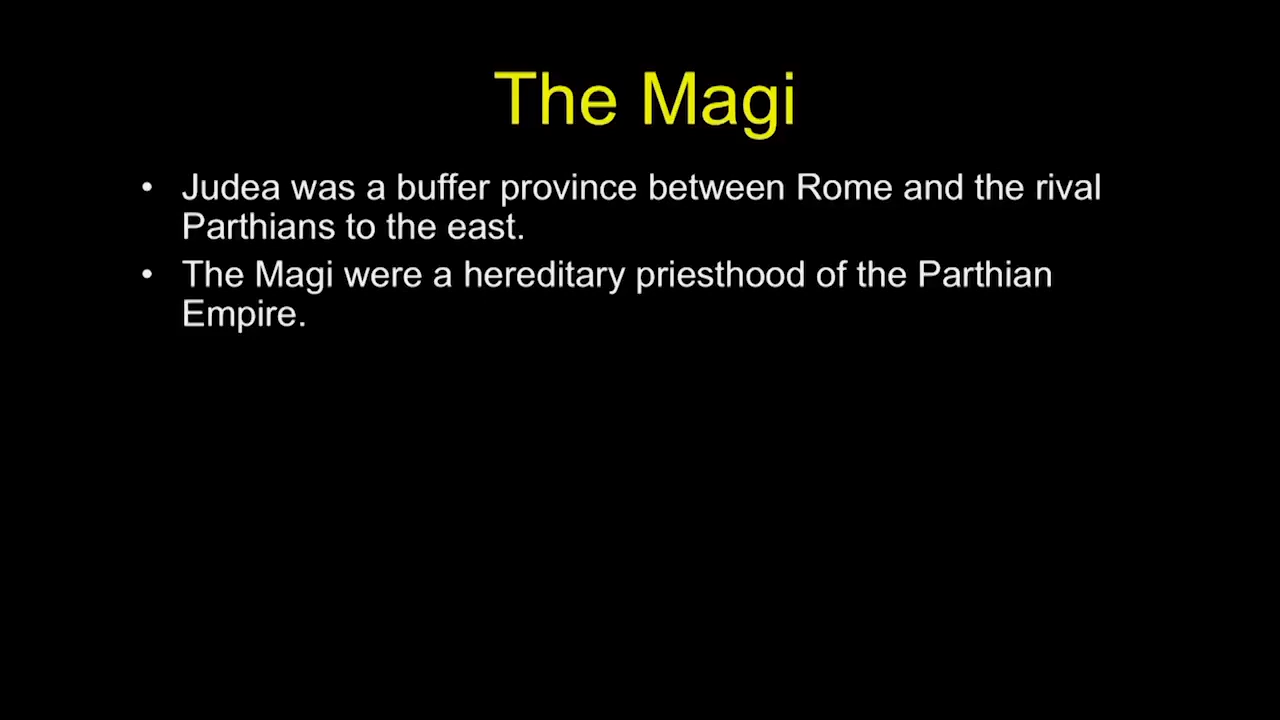 The Magi
• Judea was a buffer province between Rome and the rival
Parthians to the east.
• The Magi were a hereditary priesthood of the Parthian
Empire.